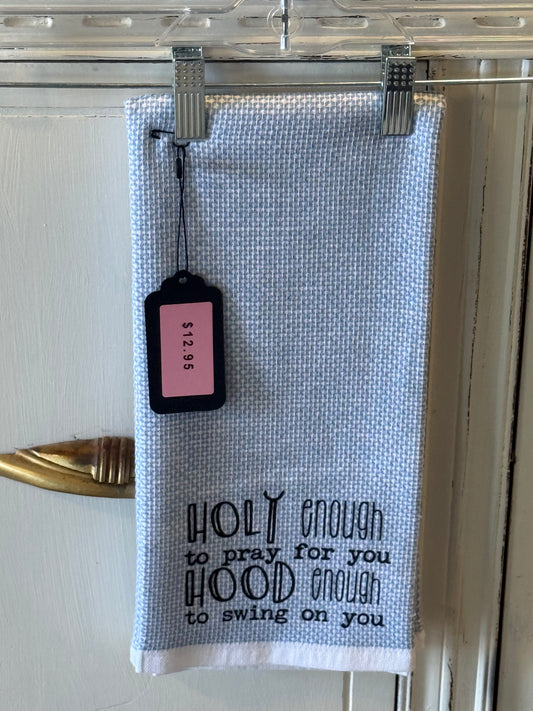 $12.95
HOLY enough
to pray for you
HOOD enough
to swing on you